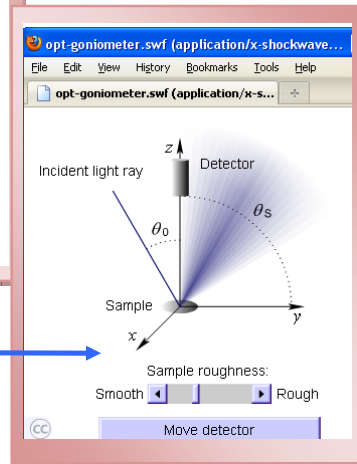 opt-goniometer.swf (application/x-shockwave...
File Edit View History Bookmarks Tools Help
opt-goniometer.swf (application/x-s...
z
Incident light ray Detector
θ0 θs
Sample
x y
Sample roughness:
Smooth Rough
cc Move detector